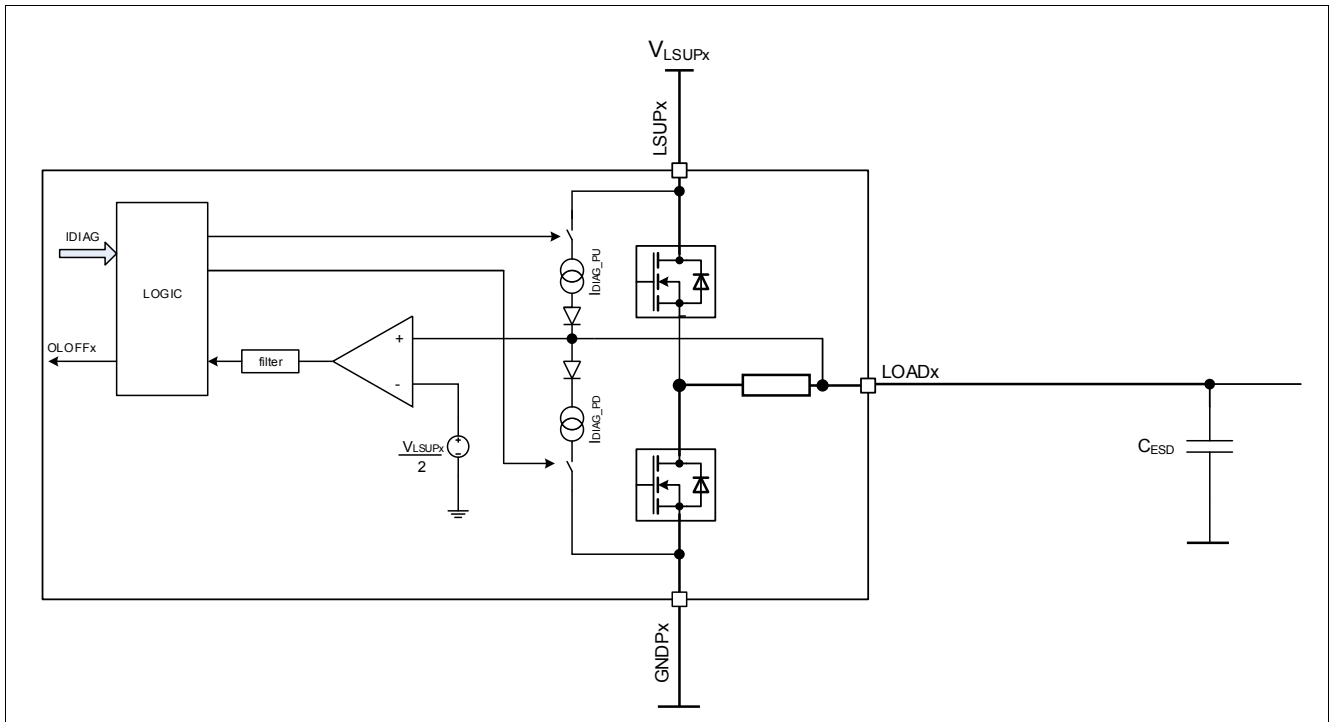 VLSUPx
LSUPx
IDIAG
LOGIC
IDIAG_PU
OLOFFx
filter
+
-
LOADx
IDIAG_PD
VLSUPx
2
+
-
CESD
GNDPx